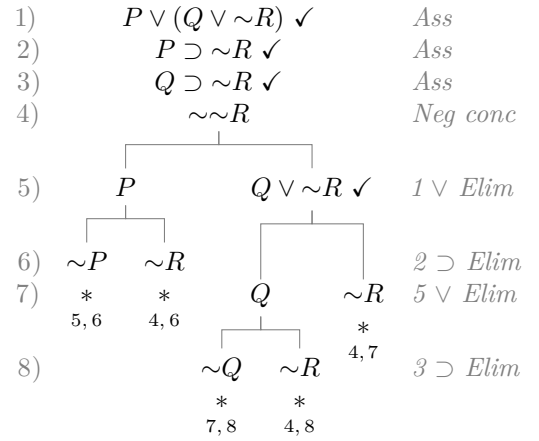 1) P ∨ (Q ∨ ∼R) ✓ Ass
2) P ⊃ ∼R ✓ Ass
3) Q ⊃ ∼R ✓ Ass
4) ∼∼R Neg conc
5) P Q ∨ ∼R ✓ 1 ∨ Elim
6) ∼P ∼R 2 ⊃ Elim
7) * * Q ∼R 5 ∨ Elim
5, 6 4, 6 *
4, 7
8) ∼Q ∼R 3 ⊃ Elim
* *
7, 8 4, 8